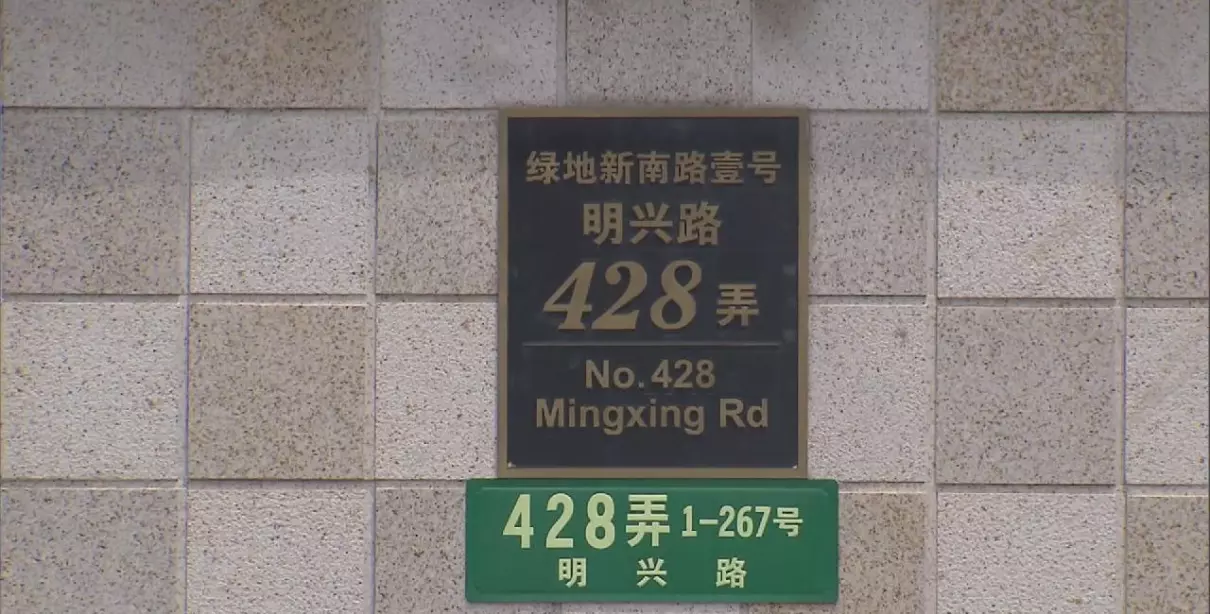 绿地新南路壹号
明兴路
428弄
No. 428
Mingxing Rd
428弄 1-267号
明 兴 路